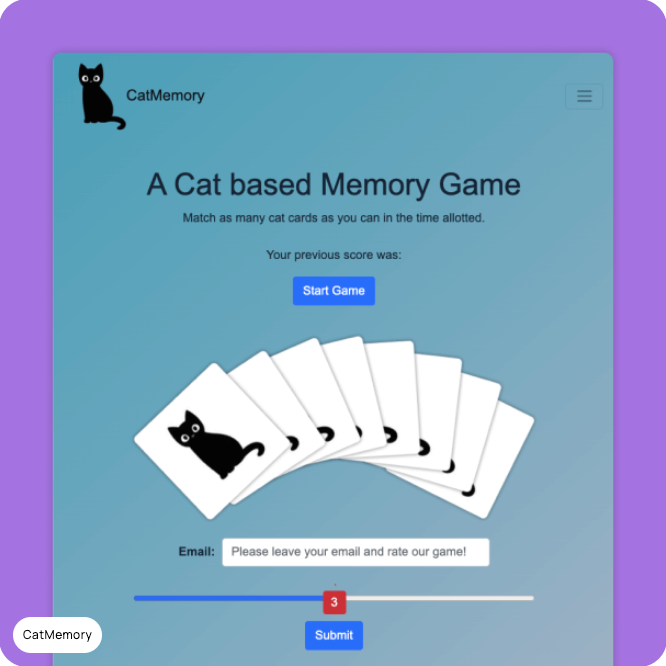 CatMemory
A Cat based Memory Game
Match as many cat cards as you can in the time allotted.
Your previous score was:
Start Game
Email: Please leave your email and rate our game!
3
Submit
CatMemory